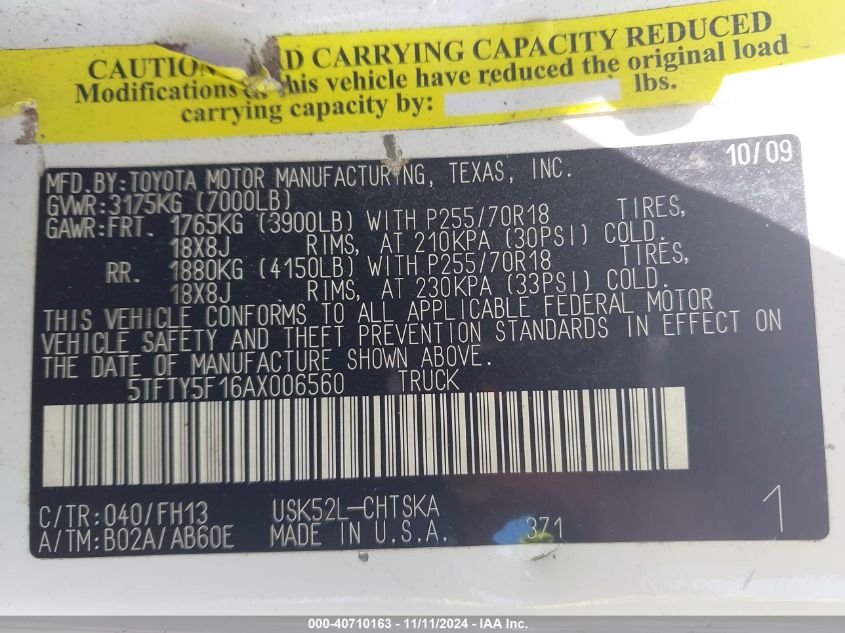 CAUTION AD CARRYING CAPACITY REDUCED
Modifications this vehicle have reduced the original load
carrying capacity by: lbs.
10/09
MFD.BY:TOYOTA MOTOR MANUFACTURING, TEXAS, INC.
GVWR:3175KG (7000LB)
GAWR:FRT. 1765KG (3900LB) WITH P255/70R18 TIRES,
18X8J RIMS, AT 210KPA (30PSI) COLD.
RR. 1880KG (4150LB) WITH P255/70R18 TIRES,
18X8J RIMS, AT 230KPA (33PSI) COLD.
THIS VEHICLE CONFORMS TO ALL APPLICABLE FEDERAL MOTOR
VEHICLE SAFETY AND THEFT PREVENTION STANDARDS IN EFFECT ON
THE DATE OF MANUFACTURE SHOWN ABOVE.
5TFTY5F16AX006560 TRUCK
C/TR:040/FH13 USK52L-CHTSKA
A/TM:B02A/AB60E MADE IN U.S.A. 371 1
000-40710163 - 11/11/2024 - IAA Inc.